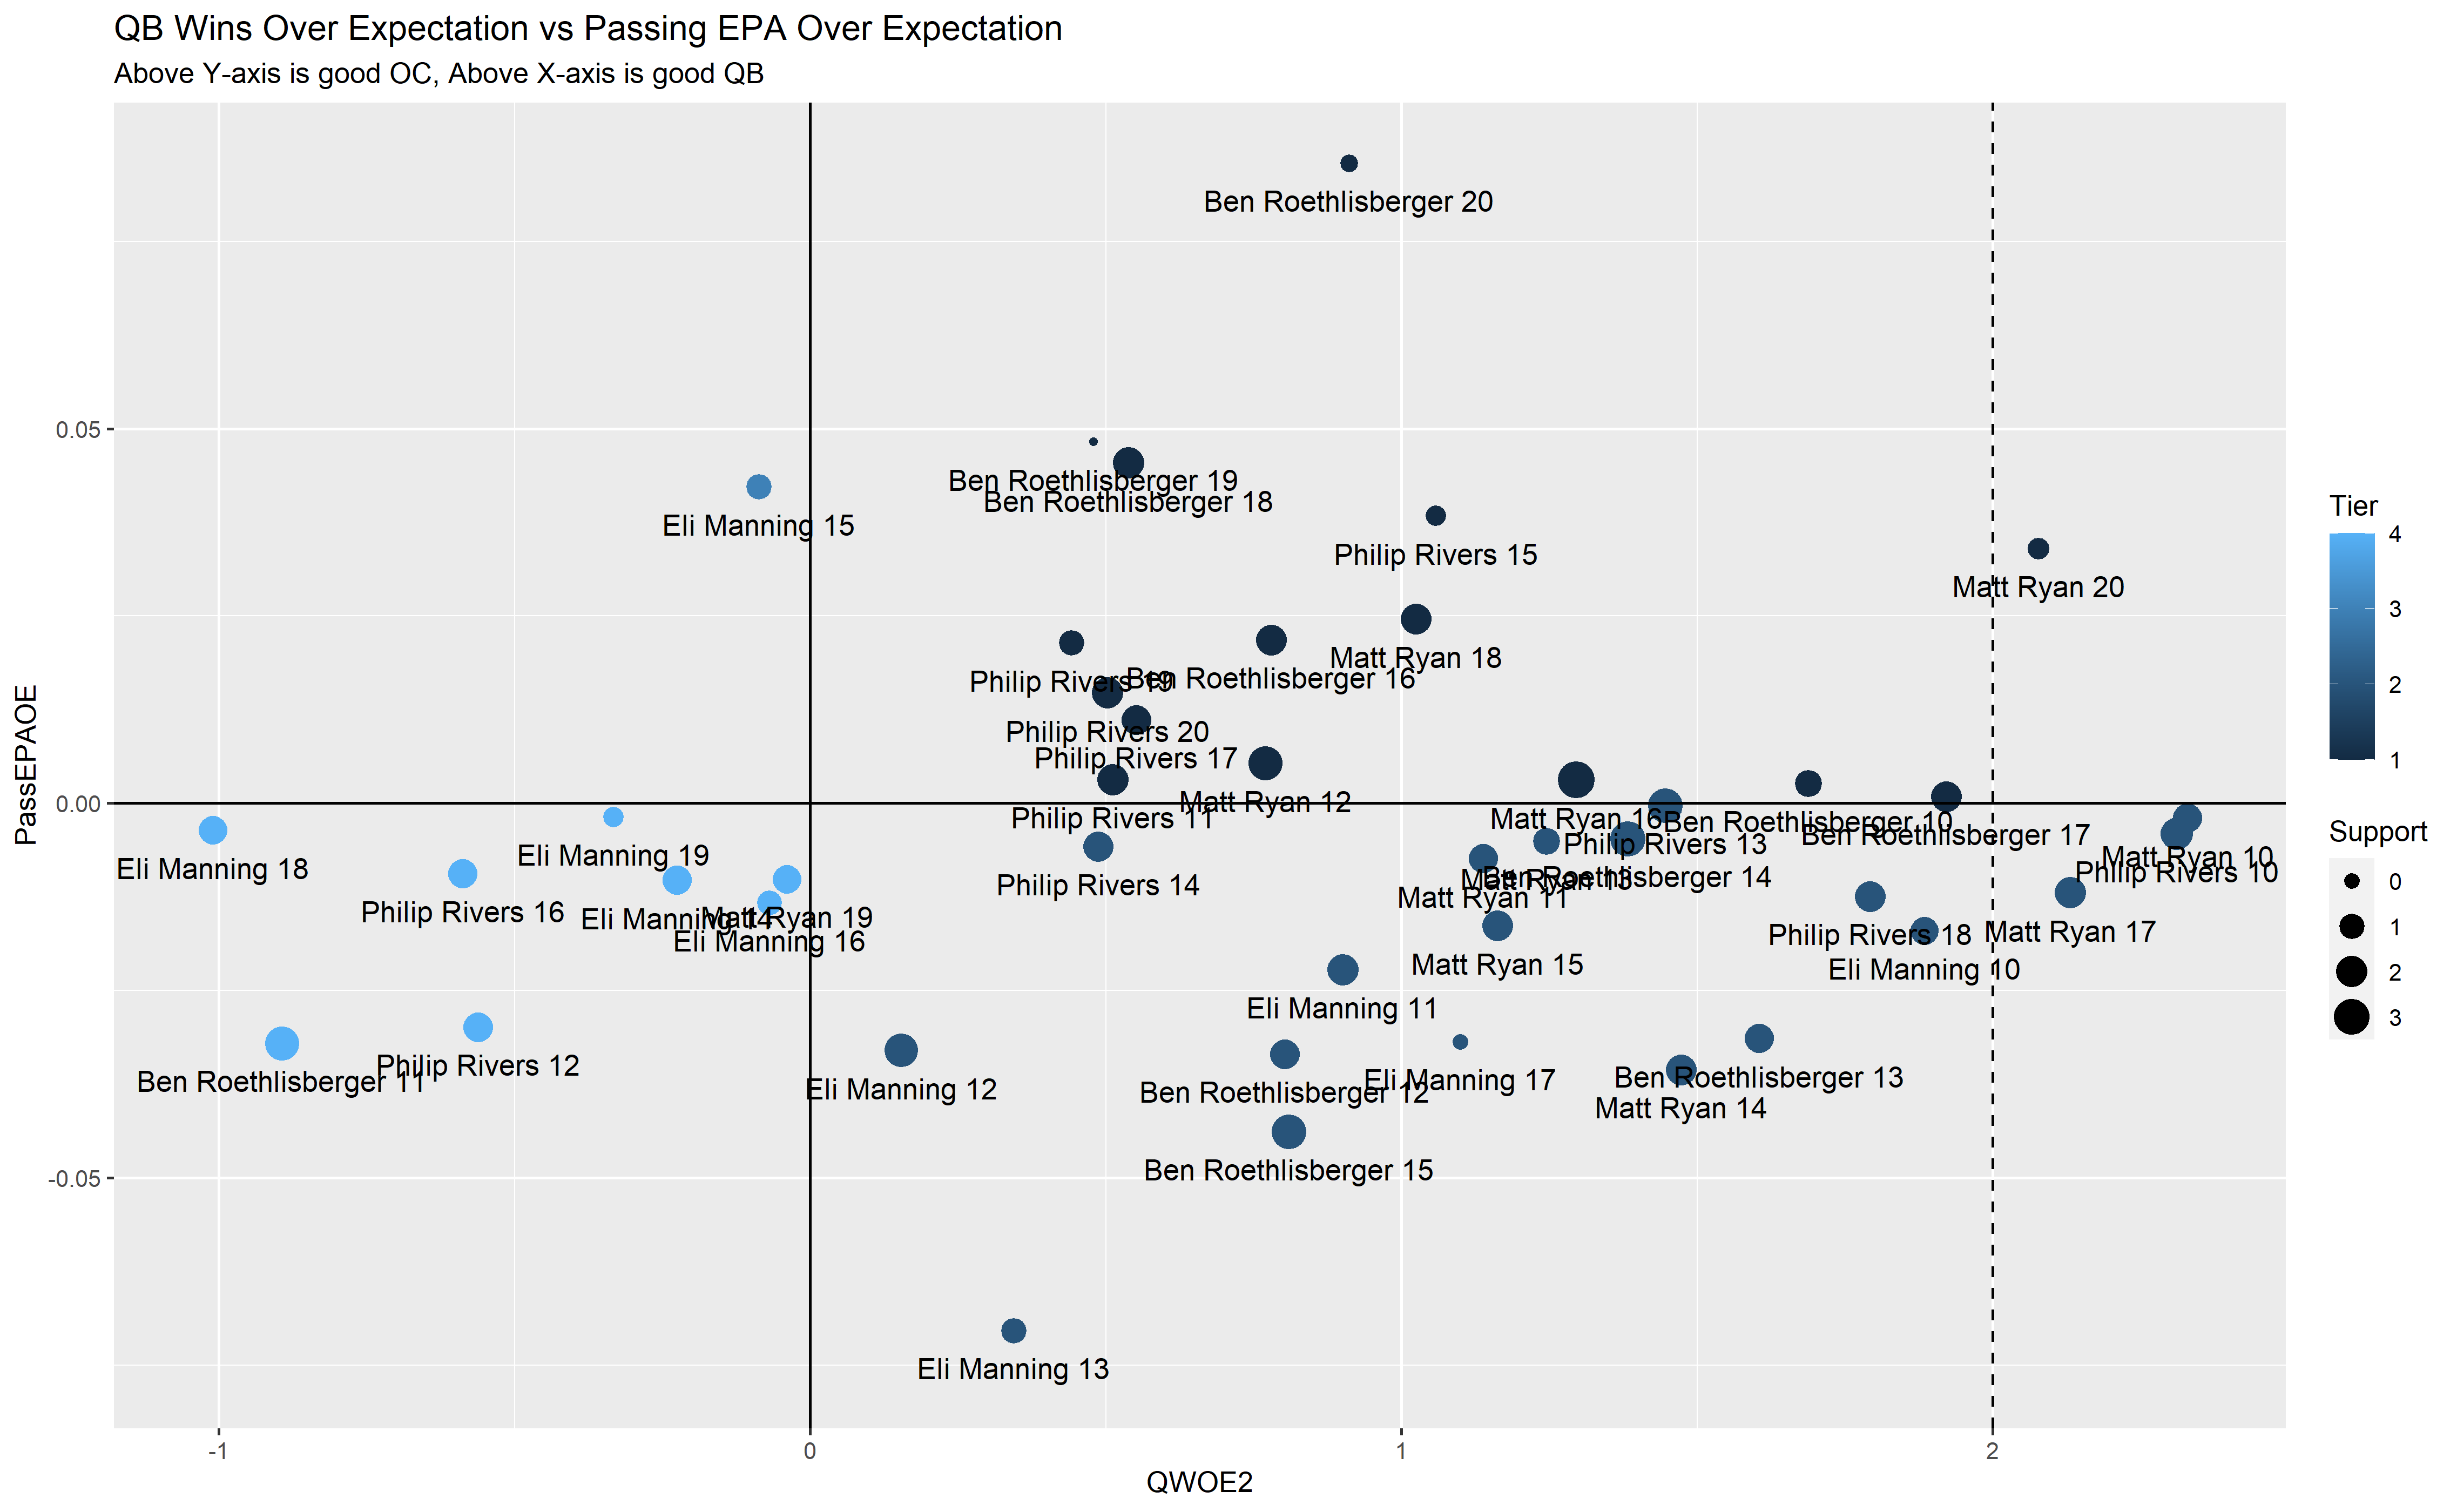 QB Wins Over Expectation vs Passing EPA Over Expectation
Above Y-axis is good OC, Above X-axis is good QB
PassEPAOE
0.05
0.00
-0.05
Ben Roethlisberger 20
Ben Roethlisberger 19
Ben Roethlisberger 18
Eli Manning 15
Philip Rivers 15
Matt Ryan 20
Matt Ryan 18
Philip Rivers 19
Ben Roethlisberger 16
Philip Rivers 20
Philip Rivers 17
Matt Ryan 12
Philip Rivers 11
Matt Ryan 16
Ben Roethlisberger 10
Philip Rivers 13
Ben Roethlisberger 17
Matt Ryan 10
Philip Rivers 10
Eli Manning 18
Eli Manning 19
Philip Rivers 14
Matt Ryan 13
Ben Roethlisberger 14
Matt Ryan 11
Philip Rivers 16
Eli Manning 14
Matt Ryan 19
Eli Manning 16
Philip Rivers 18
Matt Ryan 17
Matt Ryan 15
Eli Manning 10
Eli Manning 11
Ben Roethlisberger 11
Philip Rivers 12
Eli Manning 12
Ben Roethlisberger 12
Eli Manning 17
Ben Roethlisberger 13
Matt Ryan 14
Ben Roethlisberger 15
Eli Manning 13
-1
0
1
2
QWOE2
Tier
4
3
2
1
Support
0
1
2
3